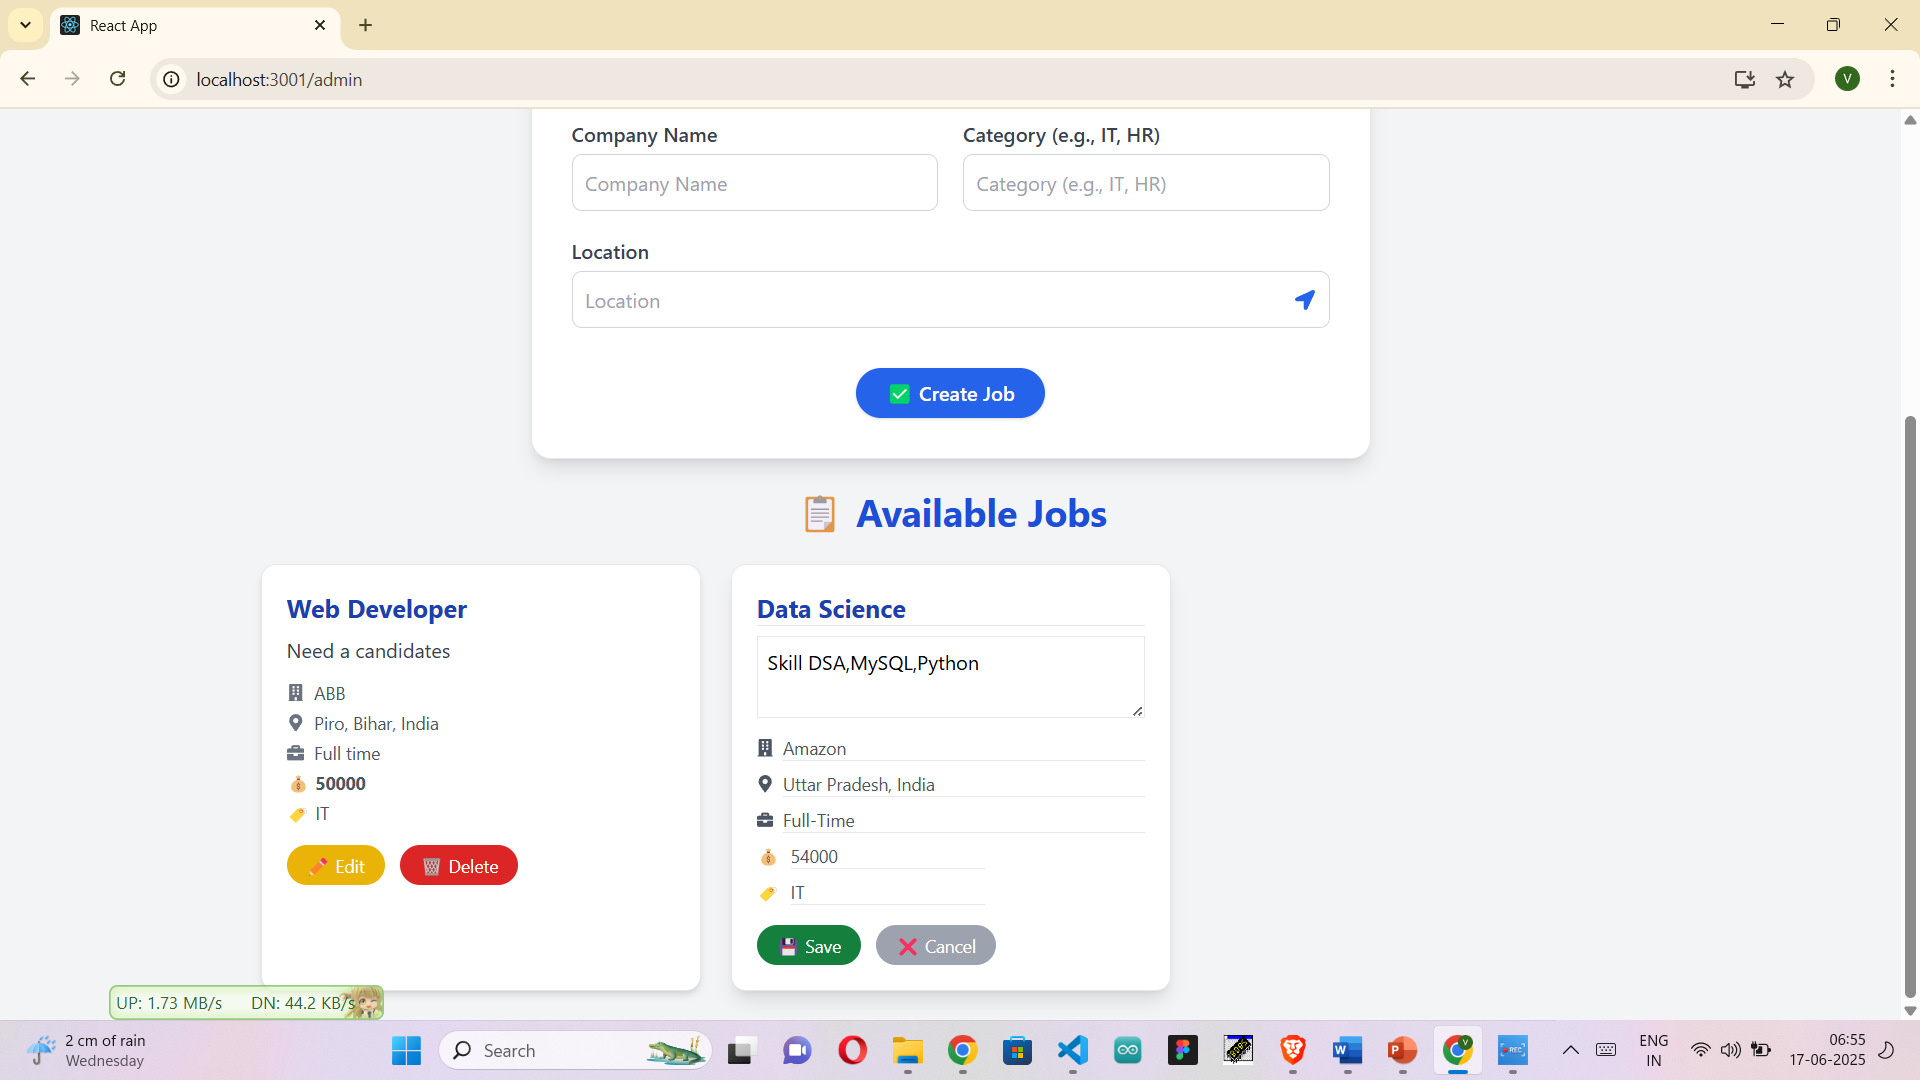 React App
localhost:3001/admin
V
Company Name
Category (e.g., IT, HR)
Company Name
Category (e.g., IT, HR)
Location
Location
✅ Create Job
📋 Available Jobs
Web Developer
Need a candidates
ABB
Piro, Bihar, India
Full time
💰 50000
🏷️ IT
✏️ Edit
🗑️ Delete
Data Science
Skill DSA,MySQL,Python
Amazon
Uttar Pradesh, India
Full-Time
💰 54000
🏷️ IT
💾 Save
❌ Cancel
UP: 1.73 MB/s DN: 44.2 KB/s
2 cm of rain
Wednesday
Search
V
REC
ENG
IN
06:55
17-06-2025